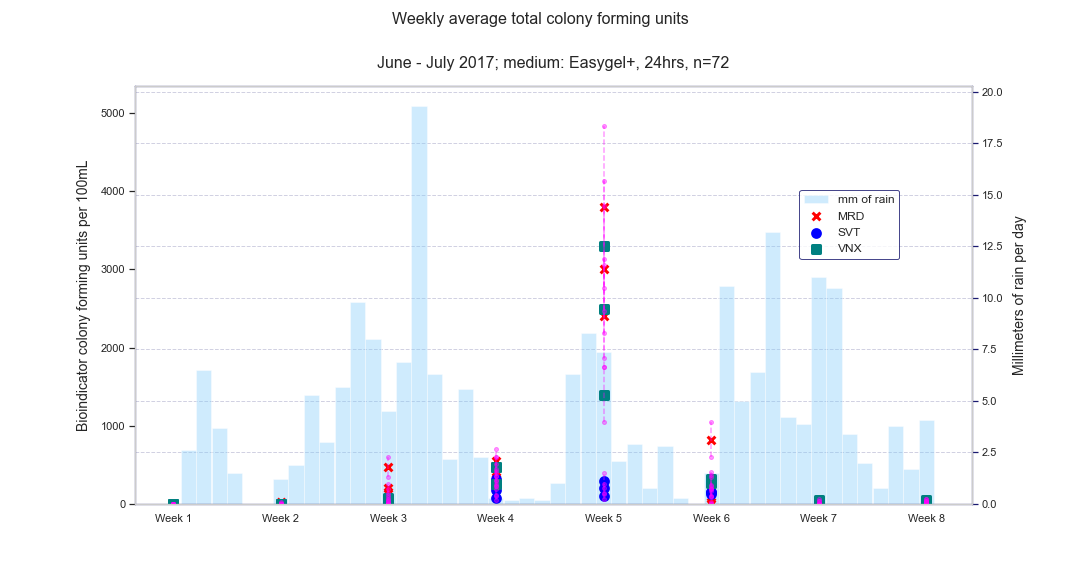 Weekly average total colony forming units
June - July 2017; medium: Easygel+, 24hrs, n=72
Bioindicator colony forming units per 100mL
5000
4000
3000
2000
1000
0
20.0
17.5
15.0
12.5
10.0
7.5
5.0
2.5
0.0
Millimeters of rain per day
mm of rain
MRD
SVT
VNX
Week 1
Week 2
Week 3
Week 4
Week 5
Week 6
Week 7
Week 8